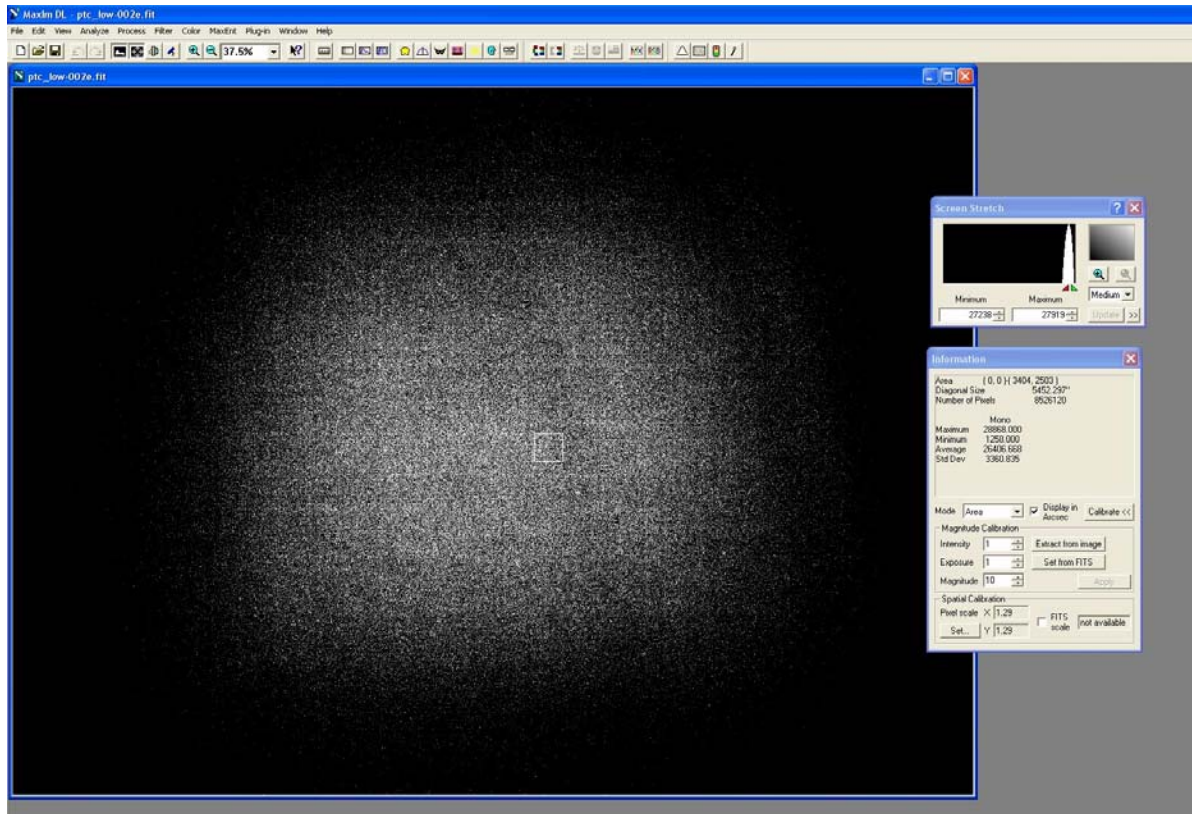 MaxIm DL - ptc_low-002e.fit
File Edit View Analyze Process Filter Color MaxEnt Plug-in Window Help
37.5%
ptc_low-002e.fit
Screen Stretch
Minimum Maximum Medium
27238 27919 Update >>
Information
Area ( 0, 0 )( 3404, 2503 )
Diagonal Size 5452.297"
Number of Pixels 8526120
Mono
Maximum 28868.000
Minimum 1250.000
Average 26406.668
Std Dev 3360.835
Mode Area Display in Arcsec Calibrate <<
Magnitude Calibration
Intensity 1 Extract from image
Exposure 1 Set from FITS
Magnitude 10 Apply
Spatial Calibration
Pixel scale X 1.29 FITS scale not available
Set... Y 1.29